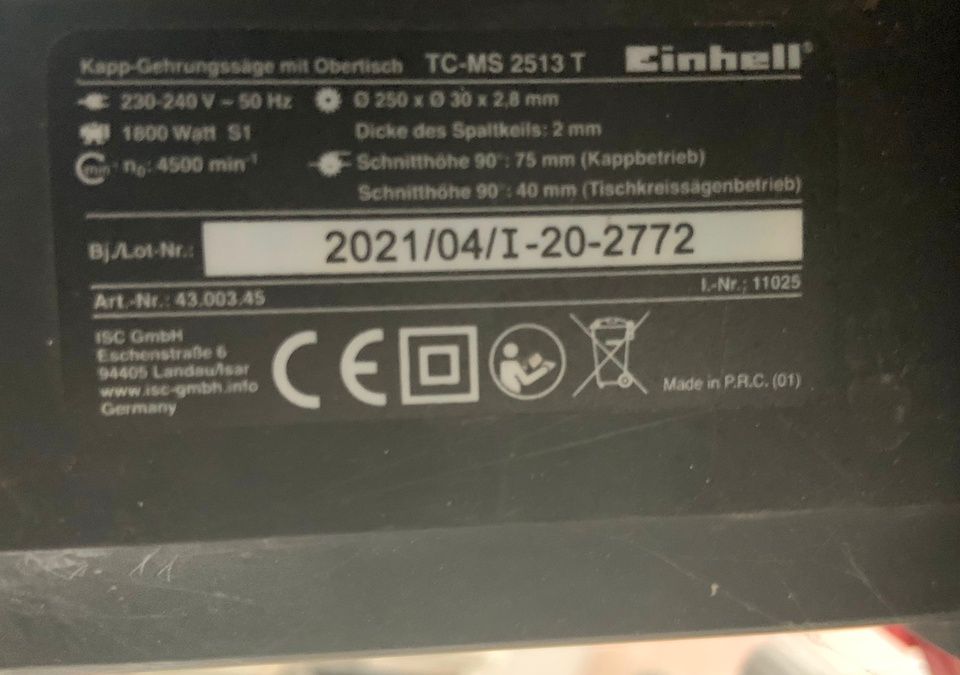 Kapp-Gehrungssäge mit Obertisch TC-MS 2513 T Einhell®
230-240 V ~ 50 Hz Ø 250 x Ø 30 x 2,8 mm
1800 Watt S1 Dicke des Spaltkeils: 2 mm
min⁻¹ n₀: 4500 min⁻¹ Schnitthöhe 90°: 75 mm (Kappbetrieb)
Schnitthöhe 90°: 40 mm (Tischkreissägenbetrieb)
Bj./Lot-Nr.: 2021/04/I-20-2772
Art.-Nr.: 43.003.45 I.-Nr.: 11025
ISC GmbH
Eschenstraße 6
94405 Landau/Isar
www.isc-gmbh.info
Germany
CE
Made in P.R.C. (01)